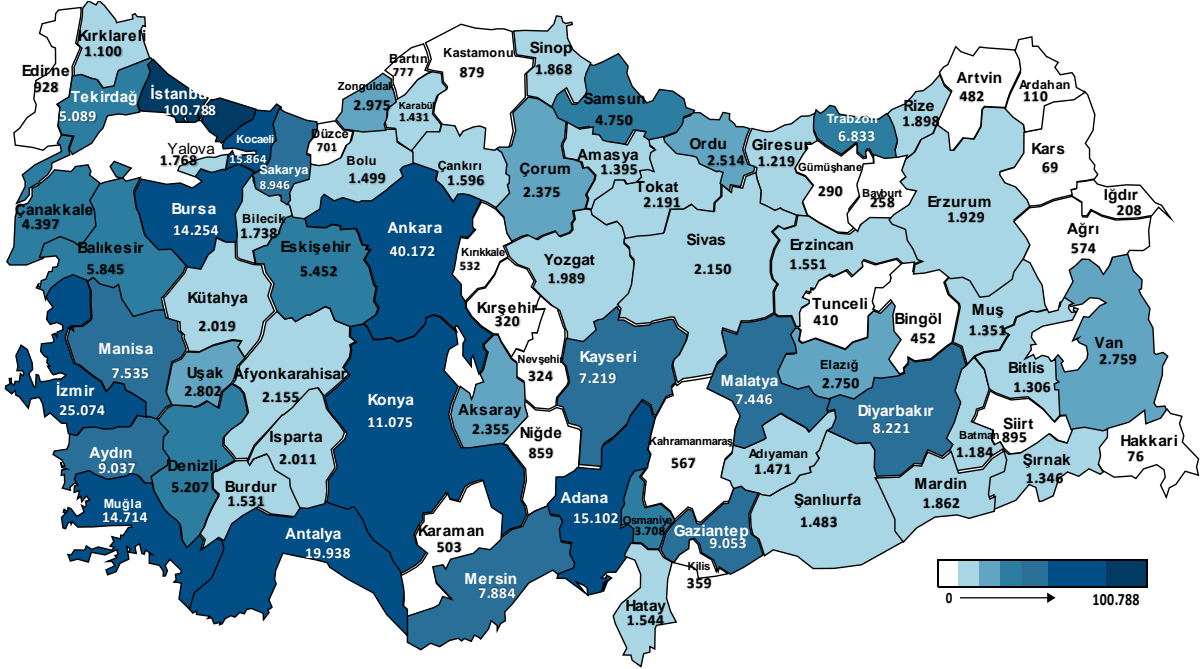 Kırklareli
1.100
Edirne
928
Tekirdağ
5.089
İstanbu
100.788
Yalova
1.768
Kocaeli
15.864
Sakarya
8.946
Düzce
701
Zonguldak
2.975
Bartın
777
Karabük
1.431
Kastamonu
879
Sinop
1.868
Samsun
4.750
Bolu
1.499
Çankırı
1.596
Çorum
2.375
Amasya
1.395
Tokat
2.191
Ordu
2.514
Giresun
1.219
Gümüşhane
290
Trabzon
6.833
Bayburt
258
Rize
1.898
Artvin
482
Ardahan
110
Kars
69
Iğdır
208
Ağrı
574
Erzurum
1.929
Erzincan
1.551
Çanakkale
4.397
Balıkesir
5.845
Bursa
14.254
Bilecik
1.738
Eskişehir
5.452
Ankara
40.172
Kırıkkale
532
Kırşehir
320
Yozgat
1.989
Sivas
2.150
Tunceli
410
Bingöl
452
Muş
1.351
Bitlis
1.306
Van
2.759
Kütahya
2.019
Manisa
7.535
Uşak
2.802
Afyonkarahisar
2.155
İzmir
25.074
Aydın
9.037
Denizli
5.207
Muğla
14.714
Burdur
1.531
Isparta
2.011
Antalya
19.938
Konya
11.075
Aksaray
2.355
Nevşehir
324
Niğde
859
Kayseri
7.219
Karaman
503
Mersin
7.884
Adana
15.102
Osmaniye
3.708
Kahramanmaraş
567
Hatay
1.544
Kilis
359
Gaziantep
9.053
Malatya
7.446
Elazığ
2.750
Adıyaman
1.471
Şanlıurfa
1.483
Diyarbakır
8.221
Mardin
1.862
Batman
1.184
Siirt
895
Şırnak
1.346
Hakkari
76
0
100.788